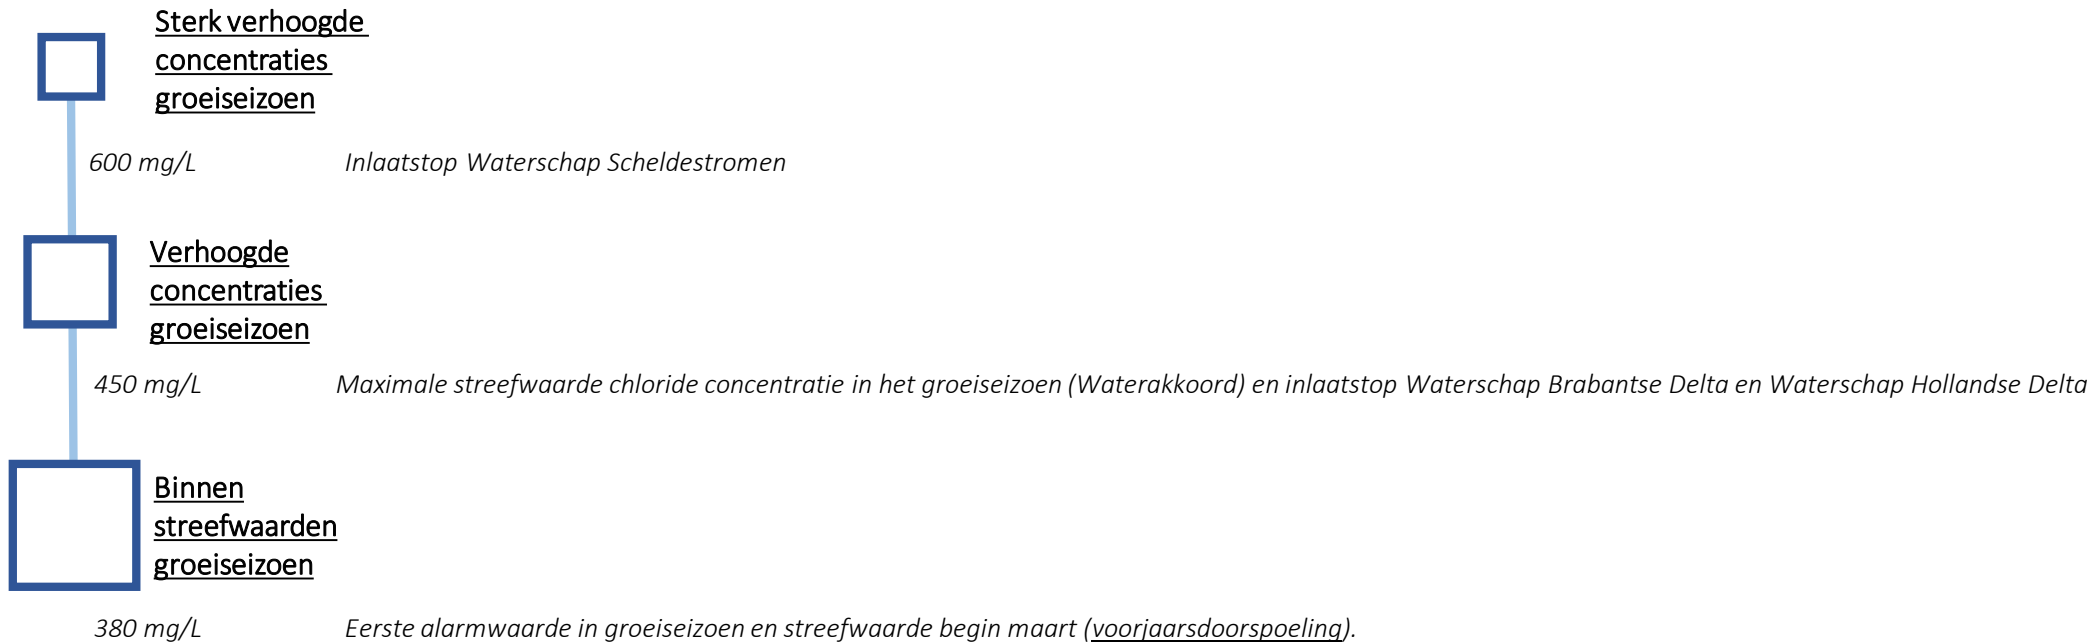 Sterk verhoogde
concentraties
groeiseizoen
600 mg/L Inlaatstop Waterschap Scheldestromen
Verhoogde
concentraties
groeiseizoen
450 mg/L Maximale streefwaarde chloride concentratie in het groeiseizoen (Waterakkoord) en inlaatstop Waterschap Brabantse Delta en Waterschap Hollandse Delta
Binnen
streefwaarden
groeiseizoen
380 mg/L Eerste alarmwaarde in groeiseizoen en streefwaarde begin maart (voorjaarsdoorspoeling).